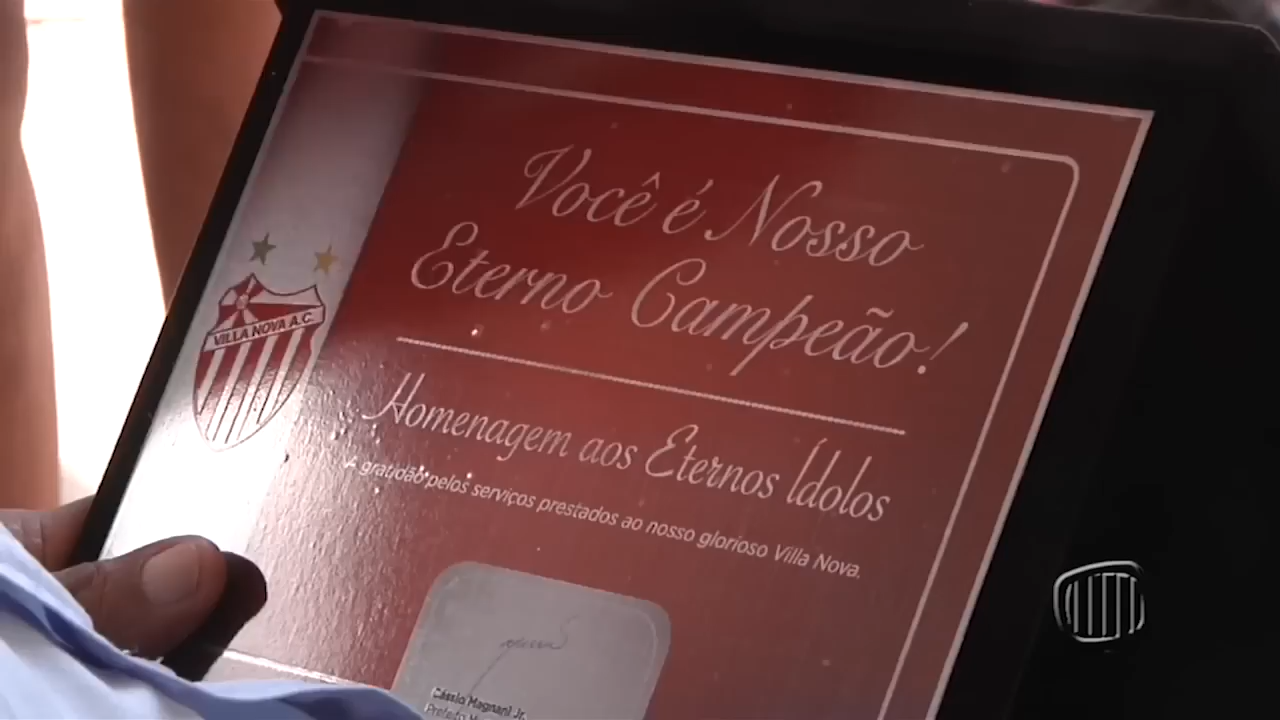 Você é Nosso
Eterno Campeão!
VILLA NOVA A.C.
Homenagem aos Eternos Ídolos
A gratidão pelos serviços prestados ao nosso glorioso Villa Nova.
Cássio Magnani Jr.
Prefeito